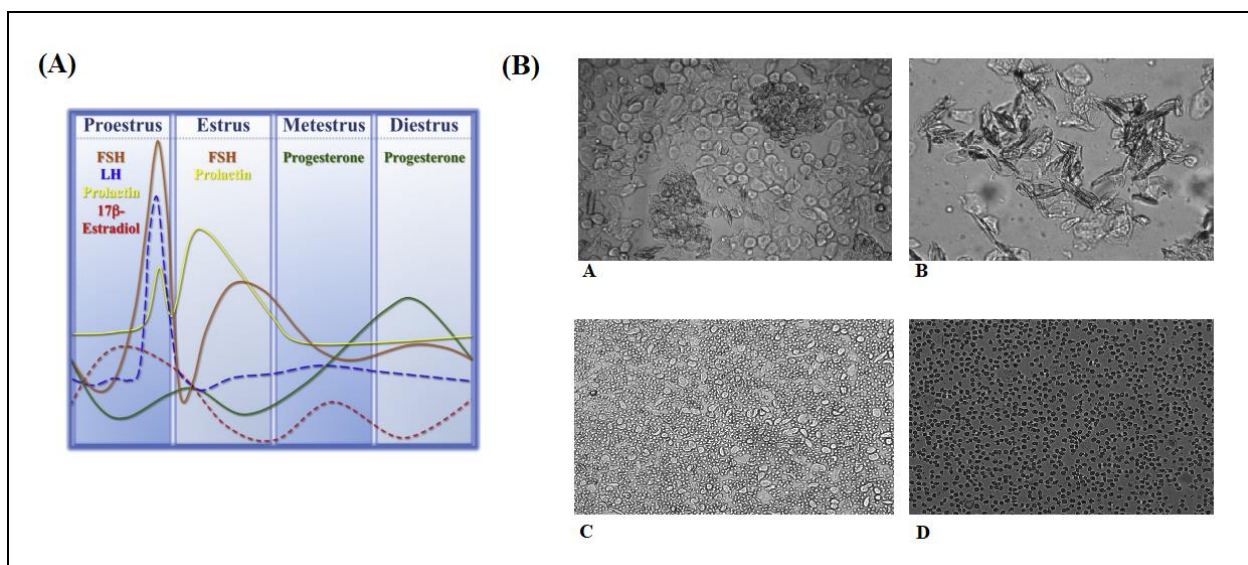 (A)
Proestrus Estrus Metestrus Diestrus
FSH
LH
Prolactin
17β-
Estradiol
FSH
Prolactin
Progesterone
Progesterone
(B)
A
B
C
D